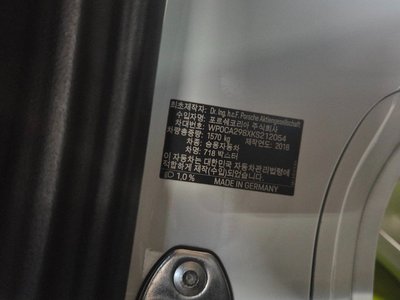 최초제작자: Dr. Ing. h.c.F. Porsche Aktiengesellschaft
수입자명: 포르쉐코리아 주식회사
차대번호: WP0CA298XKS212054
차량총중량: 1570 kg 제작연도: 2018
차종: 승용자동차
차명: 718 박스터
이 자동차는 대한민국 자동차관리법령에
적합하게 제작(수입)되었습니다.
1,0 % MADE IN GERMANY